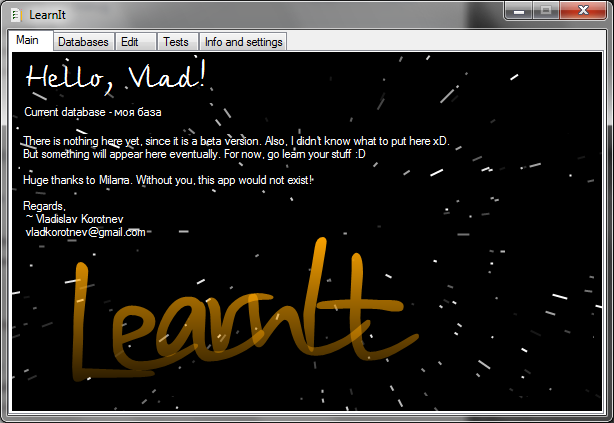 LearnIt
Main Databases Edit Tests Info and settings
Hello, Vlad!
Current database - моя база
There is nothing here yet, since it is a beta version. Also, I didn't know what to put here xD.
But something will appear here eventually. For now, go learn your stuff :D
Huge thanks to Milana. Without you, this app would not exist!
Regards,
~ Vladislav Korotnev
vladkorotnev@gmail.com
LearnIt